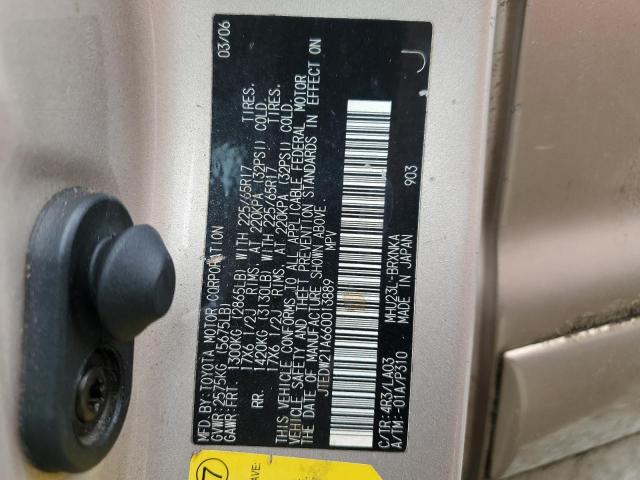 MFD.BY:TOYOTA MOTOR CORPORATION 03/06
GVWR:2575KG (5675LB)
GAWR:FRT. 1300KG (2865LB) WITH 225/65R17 TIRES.
17X6 1/2J RIMS. AT 220KPA (32PSI) COLD.
RR. 1420KG (3130LB) WITH 225/65R17 TIRES.
17X6 1/2J RIMS. AT 220KPA (32PSI) COLD.
THIS VEHICLE CONFORMS TO ALL APPLICABLE FEDERAL MOTOR
VEHICLE SAFETY AND THEFT PREVENTION STANDARDS IN EFFECT ON
THE DATE OF MANUFACTURE SHOWN ABOVE.
JTEDW21A660013889 MPV
J
C/TR:4R3/LA03 MHU23L-BRXNKA 903
A/TM:-01A/P310 MADE IN JAPAN
7